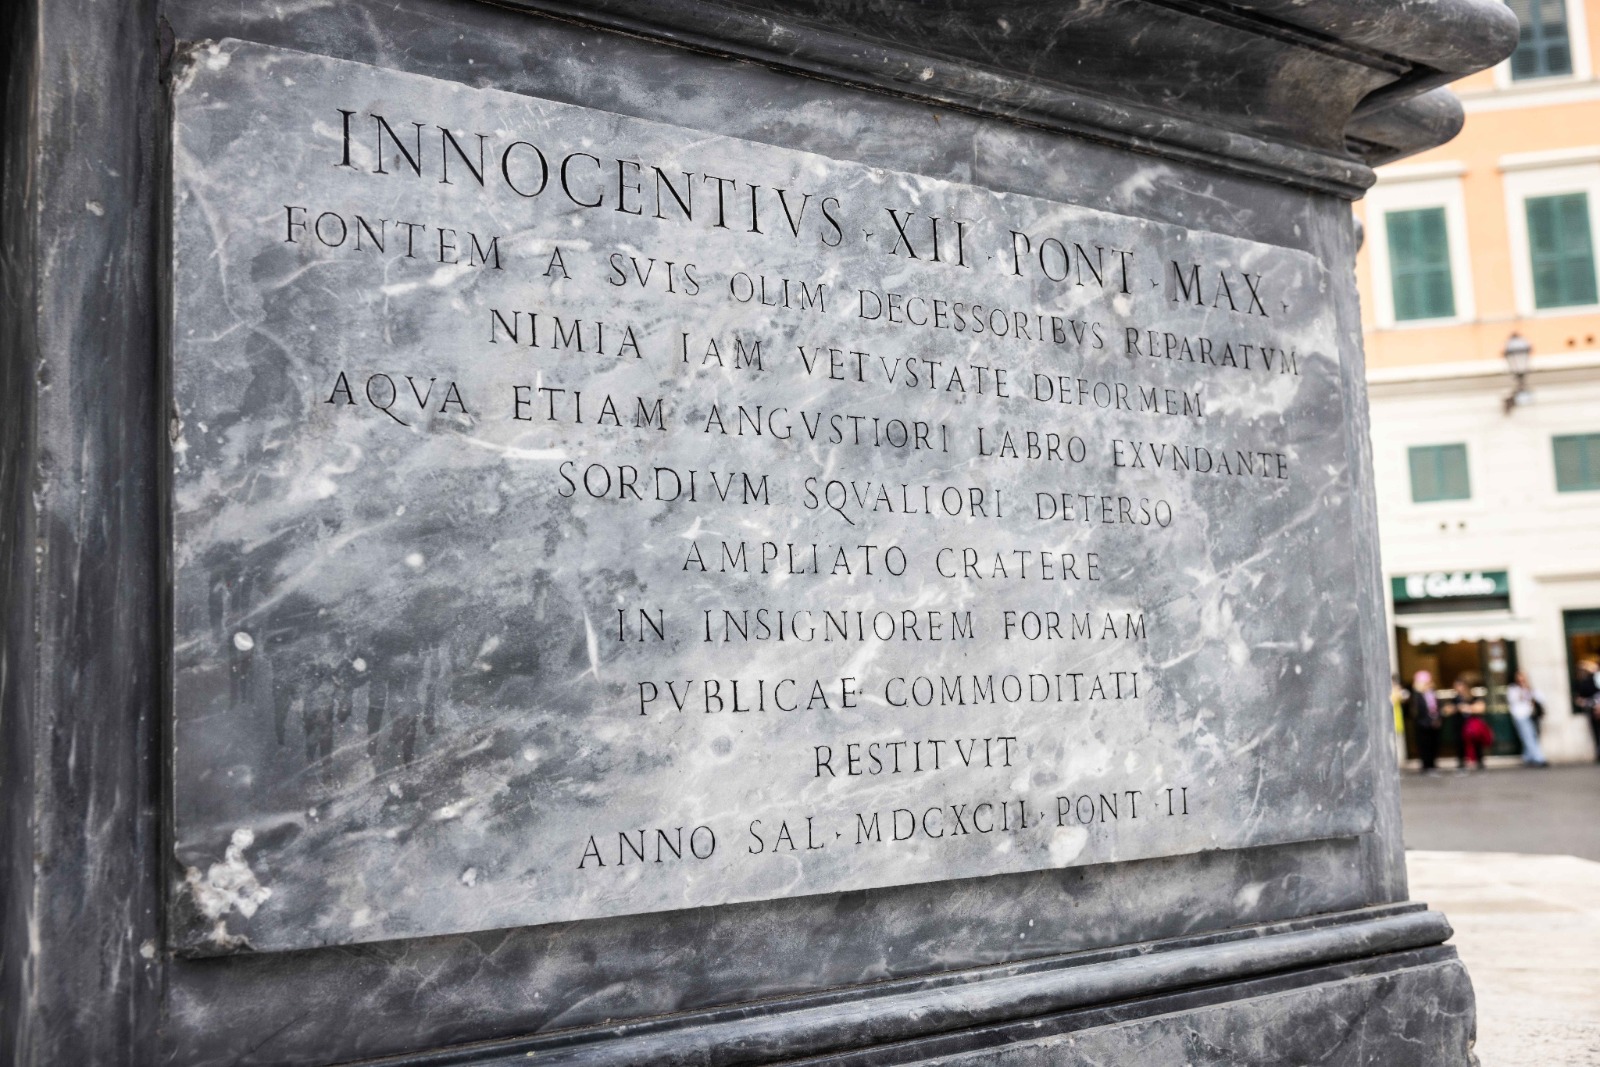 INNOCENTIVS · XII · PONT · MAX ·
FONTEM A SVIS OLIM DECESSORIBVS REPARATVM
NIMIA IAM VETVSTATE DEFORMEM
AQVA ETIAM ANGVSTIORI LABRO EXVNDANTE
SORDIVM SQVALIORI DETERSO
AMPLIATO CRATERE
IN INSIGNIOREM FORMAM
PVBLICAE · COMMODITATI
RESTITVIT
ANNO SAL · MDCXCII · PONT · II